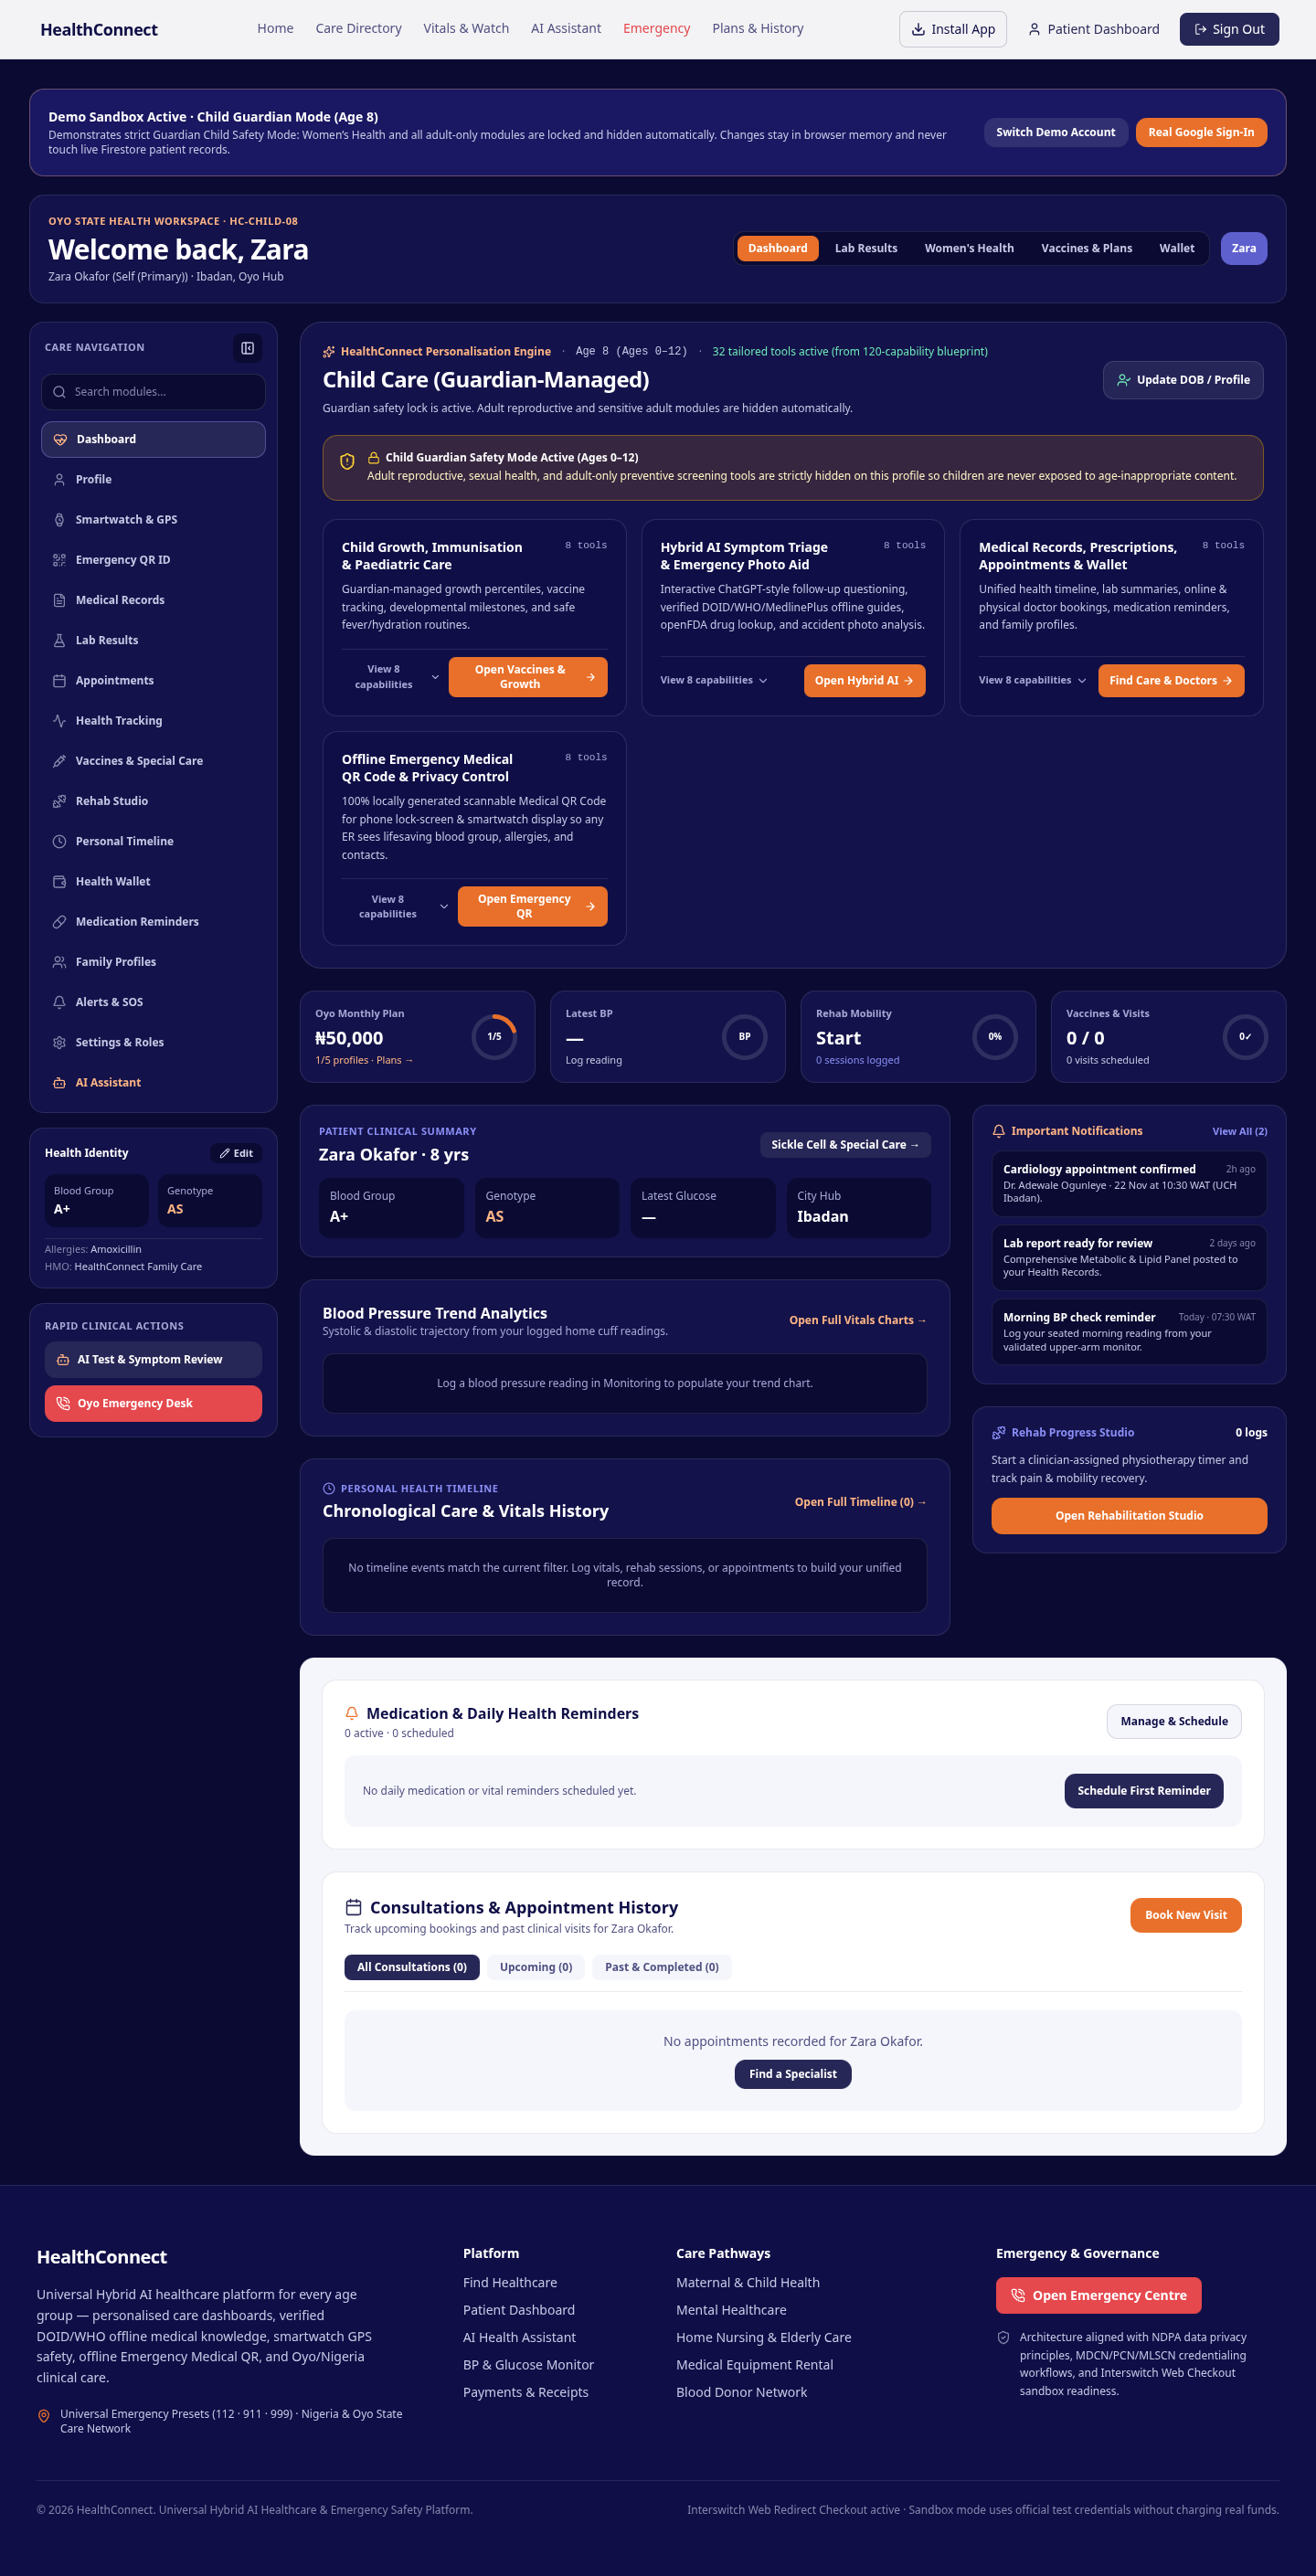 HealthConnect
Home
Care Directory
Vitals & Watch
AI Assistant
Emergency
Plans & History
Install App
Patient Dashboard
Sign Out
Demo Sandbox Active · Child Guardian Mode (Age 8)
Demonstrates strict Guardian Child Safety Mode: Women's Health and all adult-only modules are locked and hidden automatically. Changes stay in browser memory and never
touch live Firestore patient records.
Switch Demo Account
Real Google Sign-In
OYO STATE HEALTH WORKSPACE · HC-CHILD-08
Welcome back, Zara
Zara Okafor (Self (Primary)) · Ibadan, Oyo Hub
Dashboard
Lab Results
Women's Health
Vaccines & Plans
Wallet
Zara
CARE NAVIGATION
Search modules...
Dashboard
Profile
Smartwatch & GPS
Emergency QR ID
Medical Records
Lab Results
Appointments
Health Tracking
Vaccines & Special Care
Rehab Studio
Personal Timeline
Health Wallet
Medication Reminders
Family Profiles
Alerts & SOS
Settings & Roles
AI Assistant
Health Identity
Edit
Blood Group
A+
Genotype
AS
Allergies: Amoxicillin
HMO: HealthConnect Family Care
RAPID CLINICAL ACTIONS
AI Test & Symptom Review
Oyo Emergency Desk
HealthConnect Personalisation Engine · Age 8 (Ages 0–12) · 32 tailored tools active (from 120-capability blueprint)
Child Care (Guardian-Managed)
Guardian safety lock is active. Adult reproductive and sensitive adult modules are hidden automatically.
Update DOB / Profile
Child Guardian Safety Mode Active (Ages 0–12)
Adult reproductive, sexual health, and adult-only preventive screening tools are strictly hidden on this profile so children are never exposed to age-inappropriate content.
Child Growth, Immunisation
& Paediatric Care
8 tools
Guardian-managed growth percentiles, vaccine
tracking, developmental milestones, and safe
fever/hydration routines.
View 8
capabilities
Open Vaccines &
Growth
Hybrid AI Symptom Triage
& Emergency Photo Aid
8 tools
Interactive ChatGPT-style follow-up questioning,
verified DOID/WHO/MedlinePlus offline guides,
openFDA drug lookup, and accident photo analysis.
View 8 capabilities
Open Hybrid AI
Medical Records, Prescriptions,
Appointments & Wallet
8 tools
Unified health timeline, lab summaries, online &
physical doctor bookings, medication reminders,
and family profiles.
View 8 capabilities
Find Care & Doctors
Offline Emergency Medical
QR Code & Privacy Control
8 tools
100% locally generated scannable Medical QR Code
for phone lock-screen & smartwatch display so any
ER sees lifesaving blood group, allergies, and
contacts.
View 8
capabilities
Open Emergency
QR
Oyo Monthly Plan
₦50,000
1/5 profiles · Plans →
1/5
Latest BP
—
Log reading
BP
Rehab Mobility
Start
0 sessions logged
0%
Vaccines & Visits
0 / 0
0 visits scheduled
0✓
PATIENT CLINICAL SUMMARY
Zara Okafor · 8 yrs
Sickle Cell & Special Care →
Blood Group
A+
Genotype
AS
Latest Glucose
—
City Hub
Ibadan
Blood Pressure Trend Analytics
Systolic & diastolic trajectory from your logged home cuff readings.
Open Full Vitals Charts →
Log a blood pressure reading in Monitoring to populate your trend chart.
PERSONAL HEALTH TIMELINE
Chronological Care & Vitals History
Open Full Timeline (0) →
No timeline events match the current filter. Log vitals, rehab sessions, or appointments to build your unified
record.
Important Notifications
View All (2)
Cardiology appointment confirmed
2h ago
Dr. Adewale Ogunleye · 22 Nov at 10:30 WAT (UCH
Ibadan).
Lab report ready for review
2 days ago
Comprehensive Metabolic & Lipid Panel posted to
your Health Records.
Morning BP check reminder
Today · 07:30 WAT
Log your seated morning reading from your
validated upper-arm monitor.
Rehab Progress Studio
0 logs
Start a clinician-assigned physiotherapy timer and
track pain & mobility recovery.
Open Rehabilitation Studio
Medication & Daily Health Reminders
0 active · 0 scheduled
Manage & Schedule
No daily medication or vital reminders scheduled yet.
Schedule First Reminder
Consultations & Appointment History
Track upcoming bookings and past clinical visits for Zara Okafor.
Book New Visit
All Consultations (0)
Upcoming (0)
Past & Completed (0)
No appointments recorded for Zara Okafor.
Find a Specialist
HealthConnect
Universal Hybrid AI healthcare platform for every age
group — personalised care dashboards, verified
DOID/WHO offline medical knowledge, smartwatch GPS
safety, offline Emergency Medical QR, and Oyo/Nigeria
clinical care.
Universal Emergency Presets (112 · 911 · 999) · Nigeria & Oyo State
Care Network
Platform
Find Healthcare
Patient Dashboard
AI Health Assistant
BP & Glucose Monitor
Payments & Receipts
Care Pathways
Maternal & Child Health
Mental Healthcare
Home Nursing & Elderly Care
Medical Equipment Rental
Blood Donor Network
Emergency & Governance
Open Emergency Centre
Architecture aligned with NDPA data privacy
principles, MDCN/PCN/MLSCN credentialing
workflows, and Interswitch Web Checkout
sandbox readiness.
© 2026 HealthConnect. Universal Hybrid AI Healthcare & Emergency Safety Platform.
Interswitch Web Redirect Checkout active · Sandbox mode uses official test credentials without charging real funds.